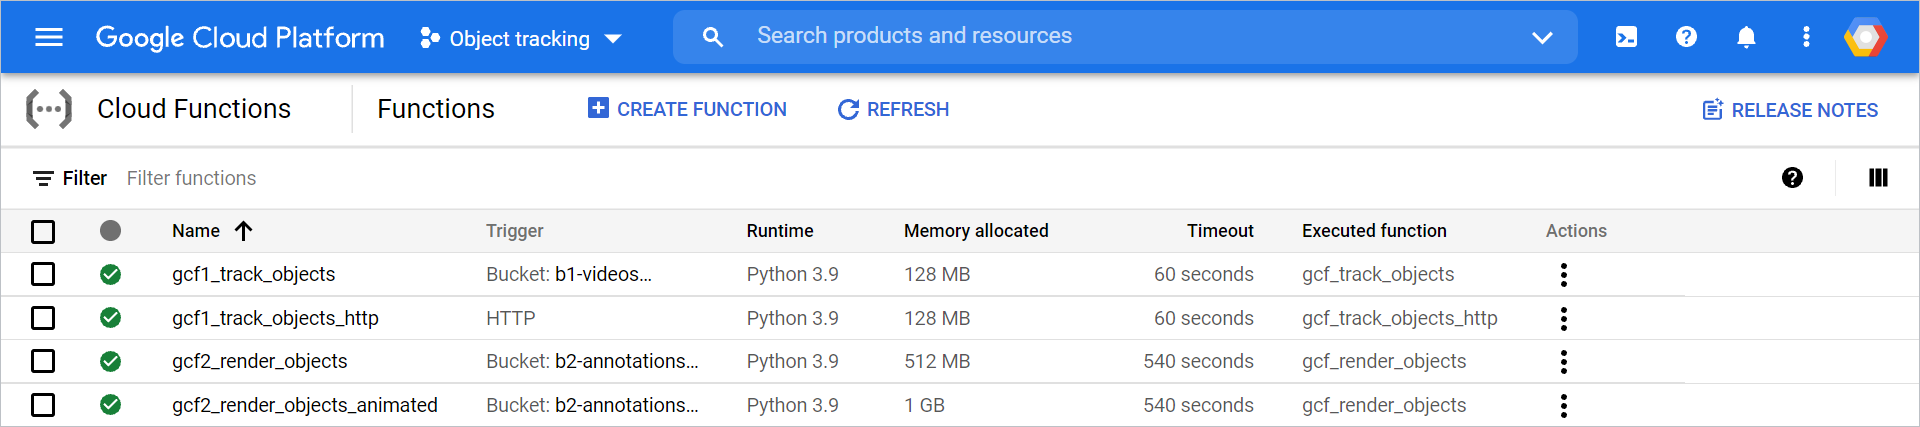 Google Cloud Platform Object tracking Search products and resources
Cloud Functions Functions CREATE FUNCTION REFRESH RELEASE NOTES
Filter Filter functions
Name Trigger Runtime Memory allocated Timeout Executed function Actions
gcf1_track_objects Bucket: b1-videos... Python 3.9 128 MB 60 seconds gcf_track_objects
gcf1_track_objects_http HTTP Python 3.9 128 MB 60 seconds gcf_track_objects_http
gcf2_render_objects Bucket: b2-annotations... Python 3.9 512 MB 540 seconds gcf_render_objects
gcf2_render_objects_animated Bucket: b2-annotations... Python 3.9 1 GB 540 seconds gcf_render_objects